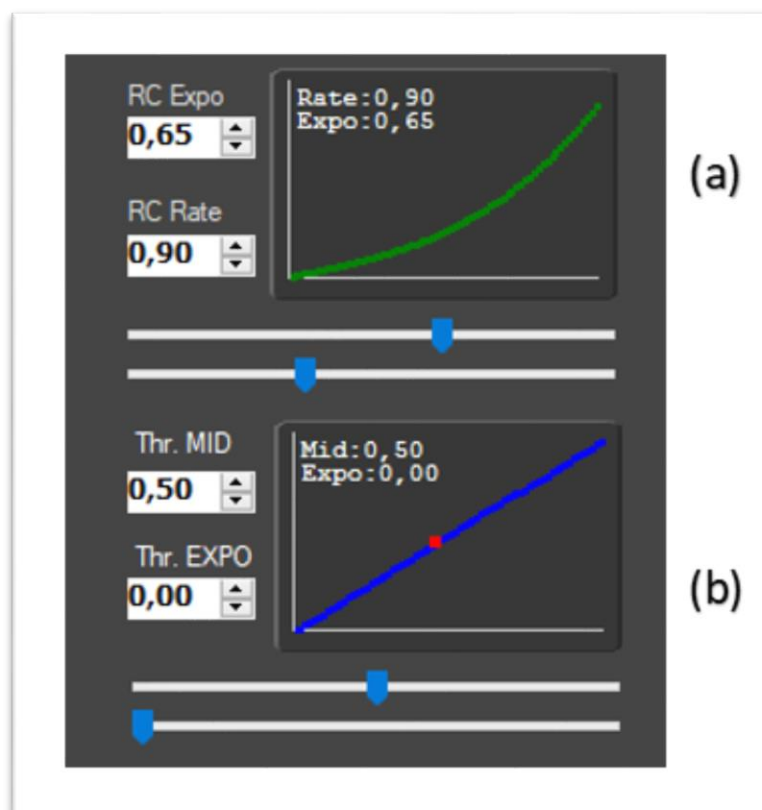 RC Expo
0,65
RC Rate
0,90
Rate:0,90
Expo:0,65
(a)
Thr. MID
0,50
Thr. EXPO
0,00
Mid:0,50
Expo:0,00
(b)